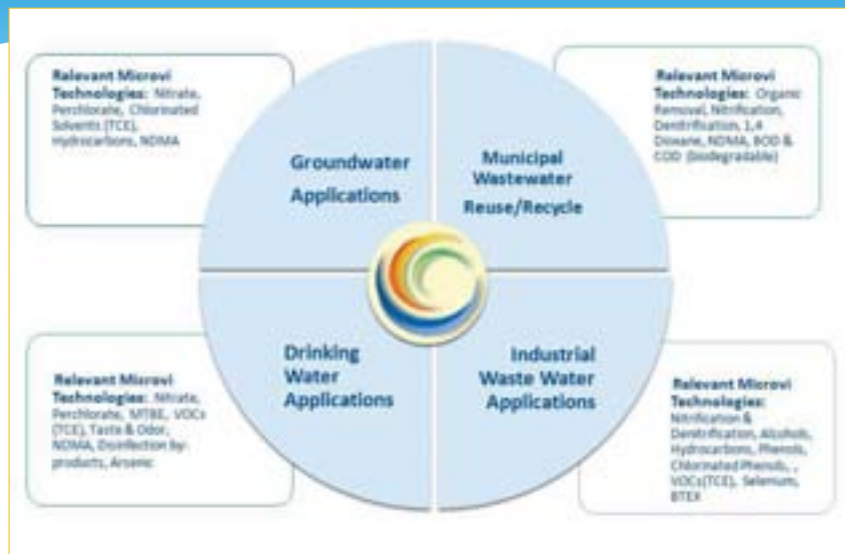 Relevant Microvi
Technologies: Nitrate,
Perchlorate, Chlorinated
Solvents (TCE),
Hydrocarbons, NDMA
Groundwater
Applications
Municipal
Wastewater
Reuse/Recycle
Relevant Microvi
Technologies: Organic
Removal, Nitrification,
Denitrification, 1,4
Dioxane, NDMA, BOD &
COD (biodegradable)
Drinking
Water
Applications
Industrial
Waste Water
Applications
Relevant Microvi
Technologies: Nitrate,
Perchlorate, MTBE, VOCs
(TCE), Taste & Odor,
NDMA, Disinfection by-
products, Arsenic
Relevant Microvi
Technologies:
Nitrification &
Denitrification, Alcohols,
Hydrocarbons, Phenols,
Chlorinated Phenols, ,
VOCs(TCE), Selenium,
BTEX